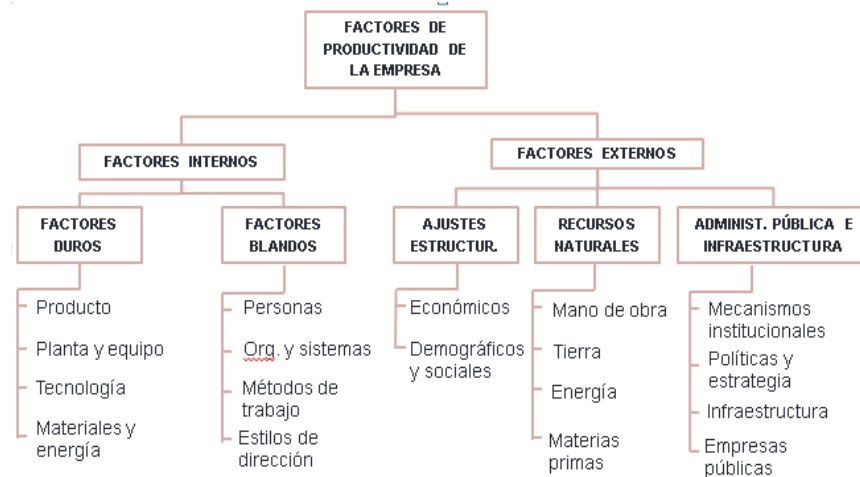 FACTORES DE
PRODUCTIVIDAD DE
LA EMPRESA
FACTORES INTERNOS
FACTORES EXTERNOS
FACTORES
DUROS
FACTORES
BLANDOS
AJUSTES
ESTRUCTUR.
RECURSOS
NATURALES
ADMINIST. PÚBLICA E
INFRAESTRUCTURA
Producto
Planta y equipo
Tecnología
Materiales y
energía
Personas
Org. y sistemas
Métodos de
trabajo
Estilos de
dirección
Económicos
Demográficos
y sociales
Mano de obra
Tierra
Energía
Materias
primas
Mecanismos
institucionales
Políticas y
estrategia
Infraestructura
Empresas
públicas